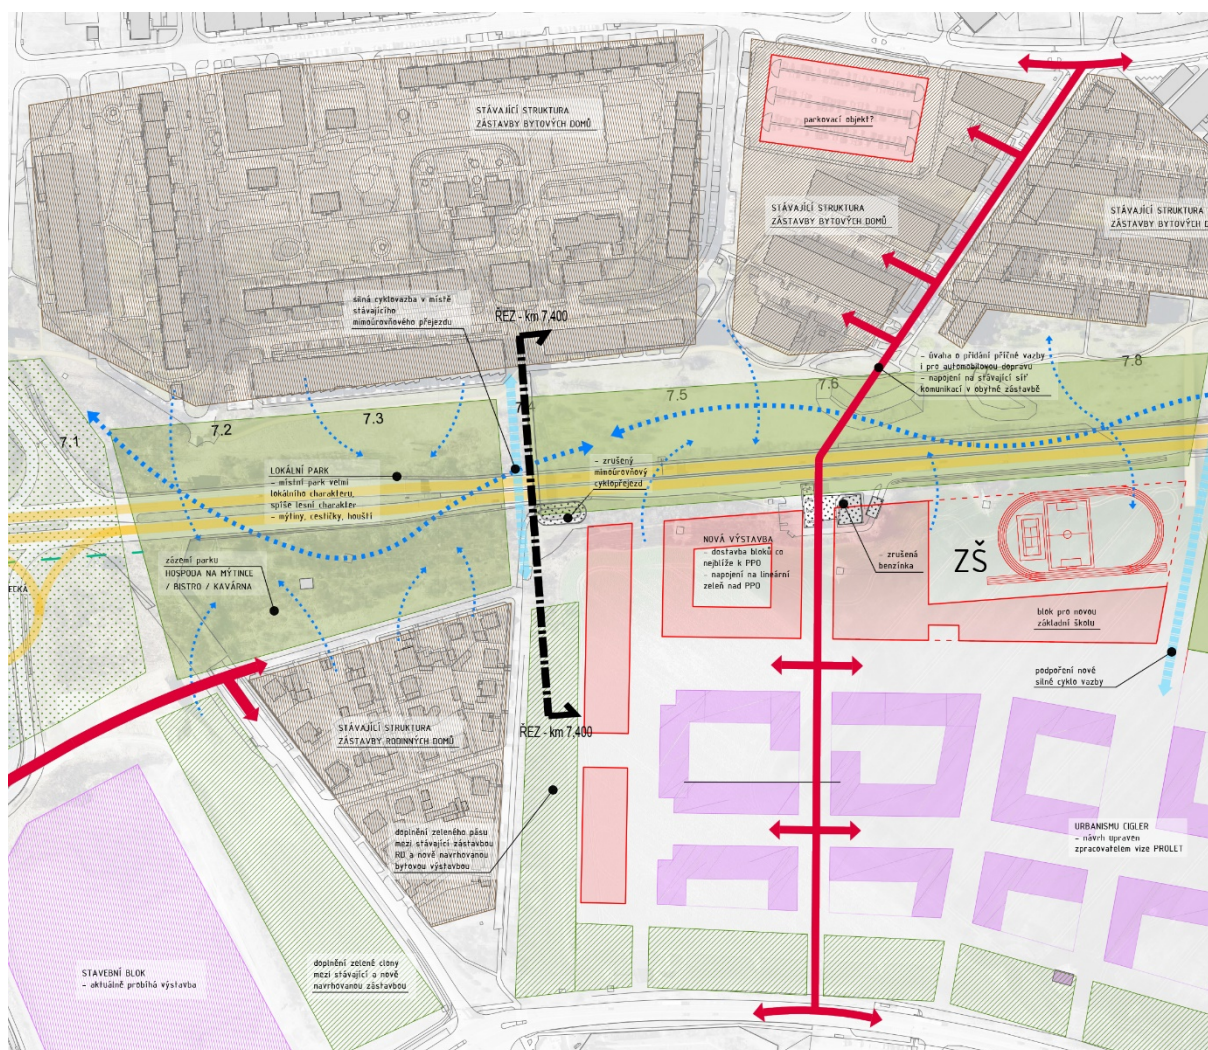 STÁVAJÍCÍ STRUKTURA
ZÁSTAVBY BYTOVÝCH DOMŮ
parkovací objekt?
STÁVAJÍCÍ STRUKTURA
ZÁSTAVBY BYTOVÝCH DOMŮ
STÁVAJÍCÍ STRUKTURA
ZÁSTAVBY BYTOVÝCH D
silná cyklovazba v místě
stávajícího
mimoúrovňového přejezdu
ŘEZ - km 7,400
- úvaha o přidání příčné vazby
i pro automobilovou dopravu
- napojení na stávající síť
komunikací v obytné zástavbě
7.1
7.2
7.3
7.5
7.6
7.8
LOKÁLNÍ PARK
- místní park velmi
lokálního charakteru,
spíše lesní charakter
- mýtiny, cestičky, houští
- zrušený
mimoúrovňový
cyklopřejezd
zázemí parku
HOSPODA NA MÝTINCE
/ BISTRO / KAVÁRNA
ECKÁ
NOVÁ VÝSTAVBA
- dostavba bloků co
nejblíže k PPO
- napojení na lineární
zeleň nad PPO
- zrušená
benzínka
ZŠ
blok pro novou
základní školu
podpoření nové
silné cyklo vazby
STÁVAJÍCÍ STRUKTURA
ZÁSTAVBY RODINNÝCH DOMŮ
ŘEZ - km 7,400
doplnění zeleného pásu
mezi stávající zástavbou
RD a nově navrhovanou
bytovou výstavbou
URBANISMU CIGLER
- návrh upraven
zpracovatelem vize PROLET
STAVEBNÍ BLOK
- aktuálně probíhá výstavba
doplnění zelené clony
mezi stávající a nově
navrhovanou zástavbou